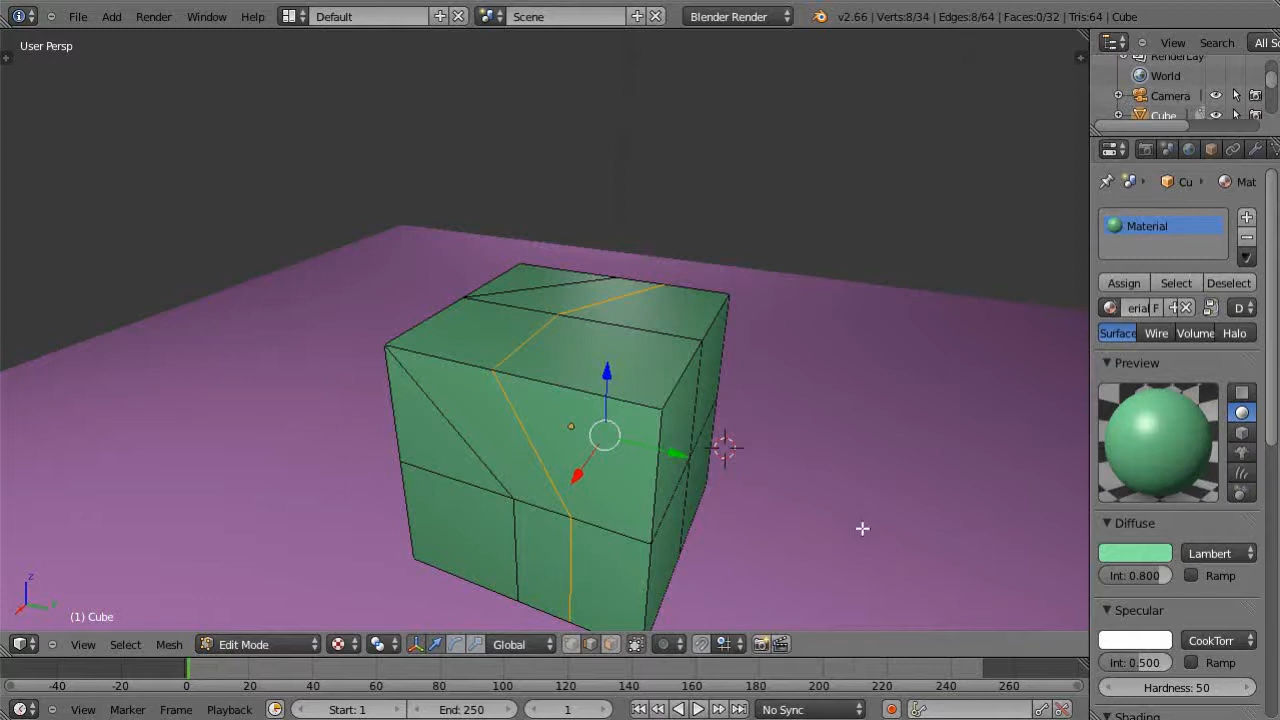 File Add Render Window Help Default Scene Blender Render v2.66 | Verts:8/34 | Edges:8/64 | Faces:0/32 | Tris:64 | Cube
User Persp
View Search All S
RenderLay
World
Camera
Cube
Cu Mat
Material
Assign Select Deselect
erial F D
Surface Wire Volume Halo
Preview
Diffuse
Lambert
Int: 0.800 Ramp
Specular
CookTorr
Int: 0.500 Ramp
Hardness: 50
z
(1) Cube
View Select Mesh Edit Mode Global
-40 -20 0 20 40 60 80 100 120 140 160 180 200 220 240 260
View Marker Frame Playback Start: 1 End: 250 1 No Sync